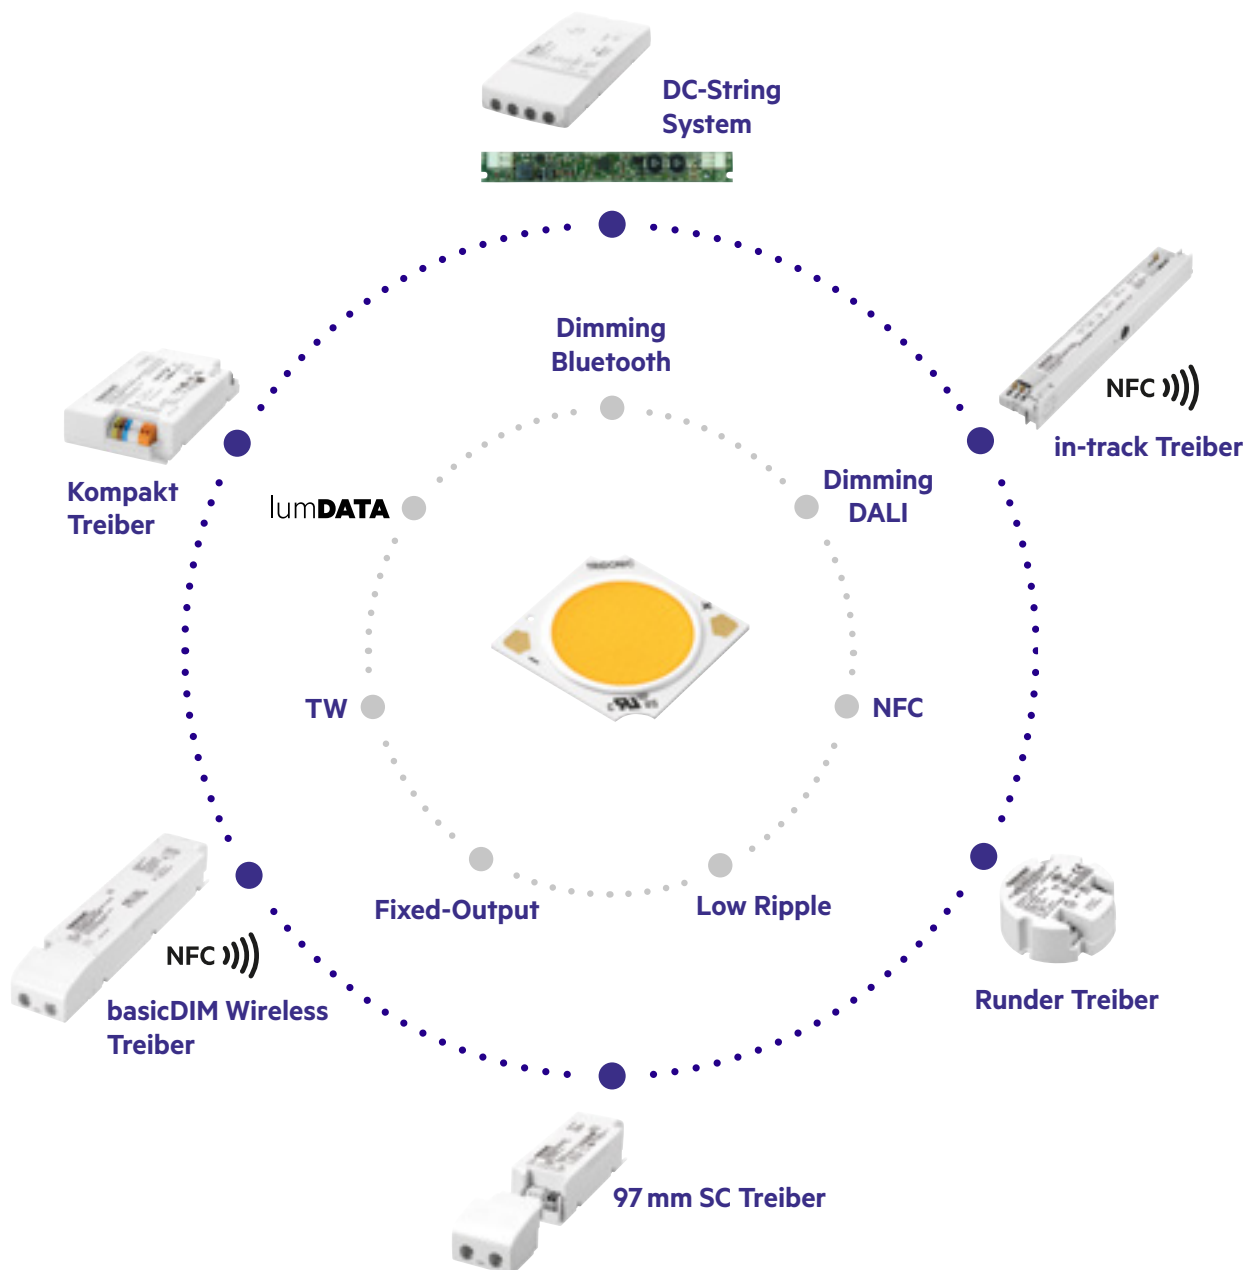 DC-String
System
Dimming
Bluetooth
NFC
in-track Treiber
Kompakt
Treiber
lumDATA
Dimming
DALI
TRIDONIC
TW
NFC
Fixed-Output
Low Ripple
NFC
basicDIM Wireless
Treiber
Runder Treiber
97 mm SC Treiber